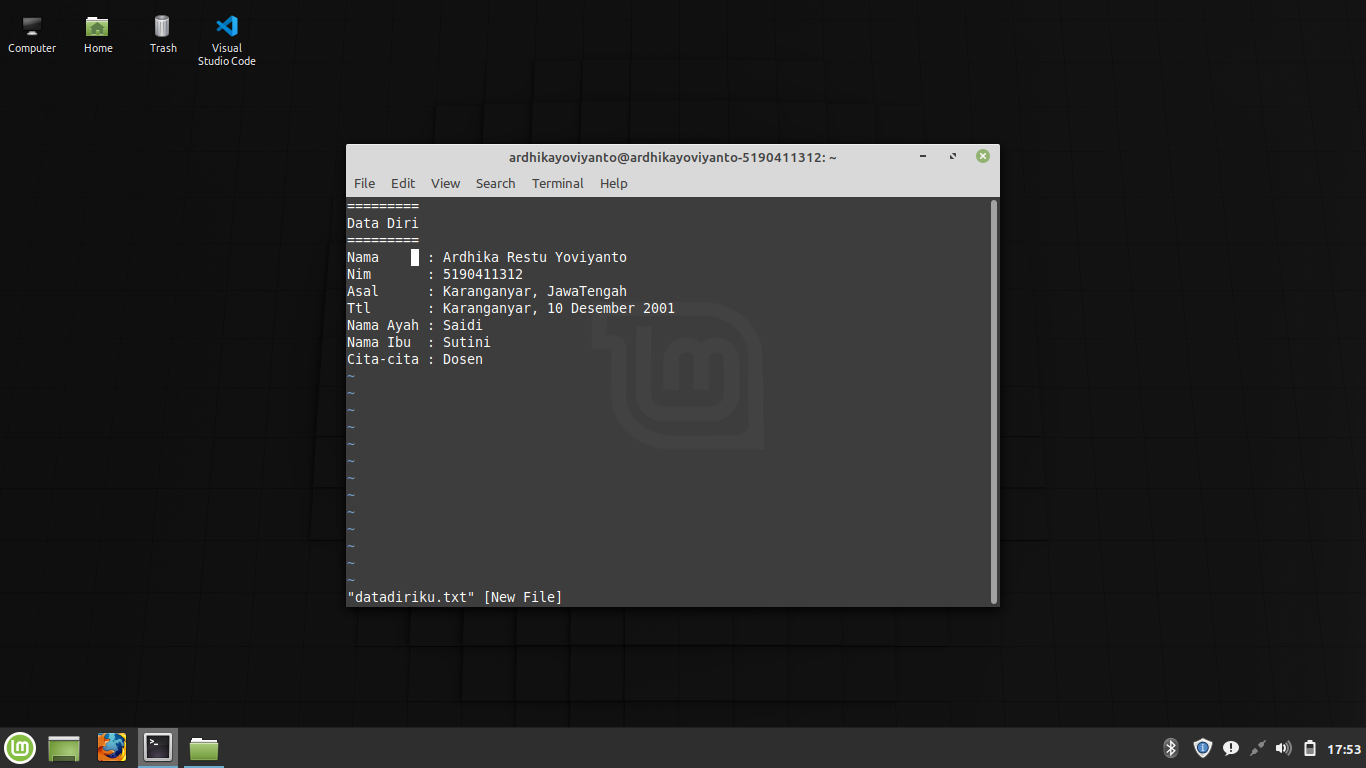 Computer
Home
Trash
Visual
Studio Code
ardhikayoviyanto@ardhikayoviyanto-5190411312: ~
File Edit View Search Terminal Help
=========
Data Diri
=========
Nama      : Ardhika Restu Yoviyanto
Nim       : 5190411312
Asal      : Karanganyar, JawaTengah
Ttl       : Karanganyar, 10 Desember 2001
Nama Ayah : Saidi
Nama Ibu  : Sutini
Cita-cita : Dosen
~
~
~
~
~
~
~
~
~
~
~
~
~
"datadiriku.txt" [New File]
17:53